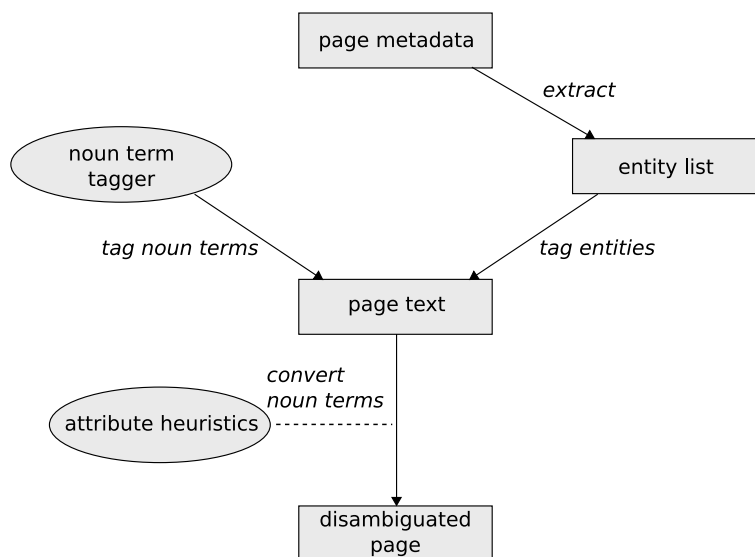 page metadata
extract
noun term
tagger
entity list
tag noun terms
tag entities
page text
convert
noun terms
attribute heuristics
disambiguated
page